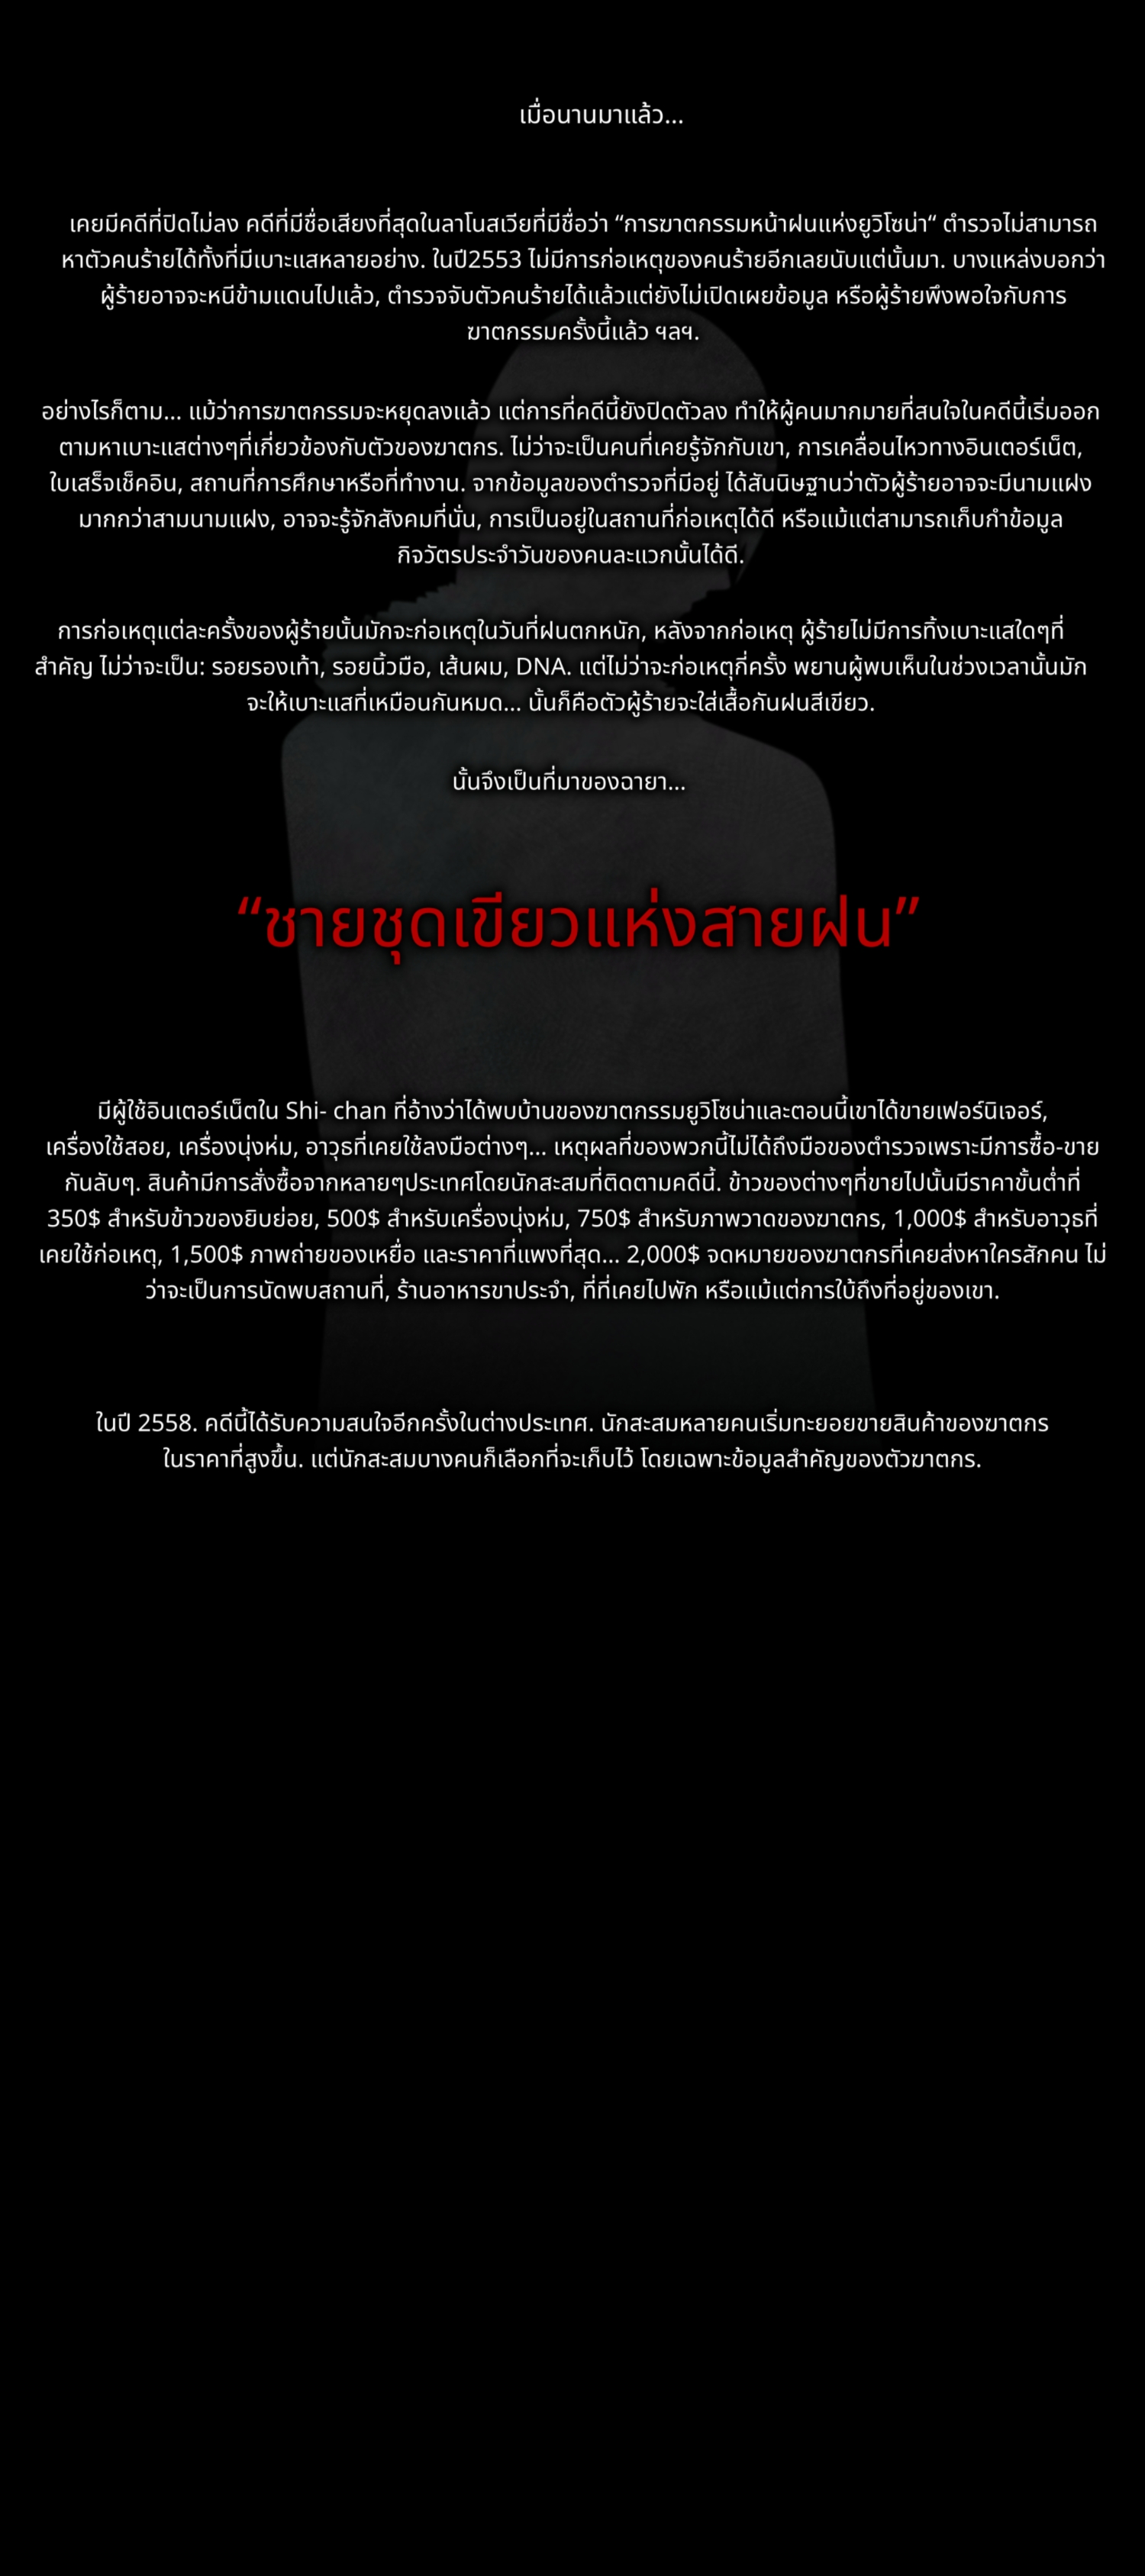 เมื่อนานมาแล้ว...
เคยมีคดีที่ปิดไม่ลง คดีที่มีชื่อเสียงที่สุดในลาโนสเวียที่มีชื่อว่า “การฆาตกรรมหน้าฝนแห่งยูวิโซน่า“ ตำรวจไม่สามารถ
หาตัวคนร้ายได้ทั้งที่มีเบาะแสหลายอย่าง. ในปี2553 ไม่มีการก่อเหตุของคนร้ายอีกเลยนับแต่นั้นมา. บางแหล่งบอกว่า
ผู้ร้ายอาจจะหนีข้ามแดนไปแล้ว, ตำรวจจับตัวคนร้ายได้แล้วแต่ยังไม่เปิดเผยข้อมูล หรือผู้ร้ายพึงพอใจกับการ
ฆาตกรรมครั้งนี้แล้ว ฯลฯ.
อย่างไรก็ตาม... แม้ว่าการฆาตกรรมจะหยุดลงแล้ว แต่การที่คดีนี้ยังปิดตัวลง ทำให้ผู้คนมากมายที่สนใจในคดีนี้เริ่มออก
ตามหาเบาะแสต่างๆที่เกี่ยวข้องกับตัวของฆาตกร. ไม่ว่าจะเป็นคนที่เคยรู้จักกับเขา, การเคลื่อนไหวทางอินเตอร์เน็ต,
ใบเสร็จเช็คอิน, สถานที่การศึกษาหรือที่ทำงาน. จากข้อมูลของตำรวจที่มีอยู่ ได้สันนิษฐานว่าตัวผู้ร้ายอาจจะมีนามแฝง
มากกว่าสามนามแฝง, อาจจะรู้จักสังคมที่นั่น, การเป็นอยู่ในสถานที่ก่อเหตุได้ดี หรือแม้แต่สามารถเก็บกำข้อมูล
กิจวัตรประจำวันของคนละแวกนั้นได้ดี.
การก่อเหตุแต่ละครั้งของผู้ร้ายนั้นมักจะก่อเหตุในวันที่ฝนตกหนัก, หลังจากก่อเหตุ ผู้ร้ายไม่มีการทิ้งเบาะแสใดๆที่
สำคัญ ไม่ว่าจะเป็น: รอยรองเท้า, รอยนิ้วมือ, เส้นผม, DNA. แต่ไม่ว่าจะก่อเหตุกี่ครั้ง พยานผู้พบเห็นในช่วงเวลานั้นมัก
จะให้เบาะแสที่เหมือนกันหมด... นั้นก็คือตัวผู้ร้ายจะใส่เสื้อกันฝนสีเขียว.
นั้นจึงเป็นที่มาของฉายา...
“ชายชุดเขียวแห่งสายฝน”
มีผู้ใช้อินเตอร์เน็ตใน Shi- chan ที่อ้างว่าได้พบบ้านของฆาตกรรมยูวิโซน่าและตอนนี้เขาได้ขายเฟอร์นิเจอร์,
เครื่องใช้สอย, เครื่องนุ่งห่ม, อาวุธที่เคยใช้ลงมือต่างๆ... เหตุผลที่ของพวกนี้ไม่ได้ถึงมือของตำรวจเพราะมีการซื้อ-ขาย
กันลับๆ. สินค้ามีการสั่งซื้อจากหลายๆประเทศโดยนักสะสมที่ติดตามคดีนี้. ข้าวของต่างๆที่ขายไปนั้นมีราคาขั้นต่ำที่
350$ สำหรับข้าวของยิบย่อย, 500$ สำหรับเครื่องนุ่งห่ม, 750$ สำหรับภาพวาดของฆาตกร, 1,000$ สำหรับอาวุธที่
เคยใช้ก่อเหตุ, 1,500$ ภาพถ่ายของเหยื่อ และราคาที่แพงที่สุด... 2,000$ จดหมายของฆาตกรที่เคยส่งหาใครสักคน ไม่
ว่าจะเป็นการนัดพบสถานที่, ร้านอาหารขาประจำ, ที่ที่เคยไปพัก หรือแม้แต่การใบ้ถึงที่อยู่ของเขา.
ในปี 2558. คดีนี้ได้รับความสนใจอีกครั้งในต่างประเทศ. นักสะสมหลายคนเริ่มทะยอยขายสินค้าของฆาตกร
ในราคาที่สูงขึ้น. แต่นักสะสมบางคนก็เลือกที่จะเก็บไว้ โดยเฉพาะข้อมูลสำคัญของตัวฆาตกร.